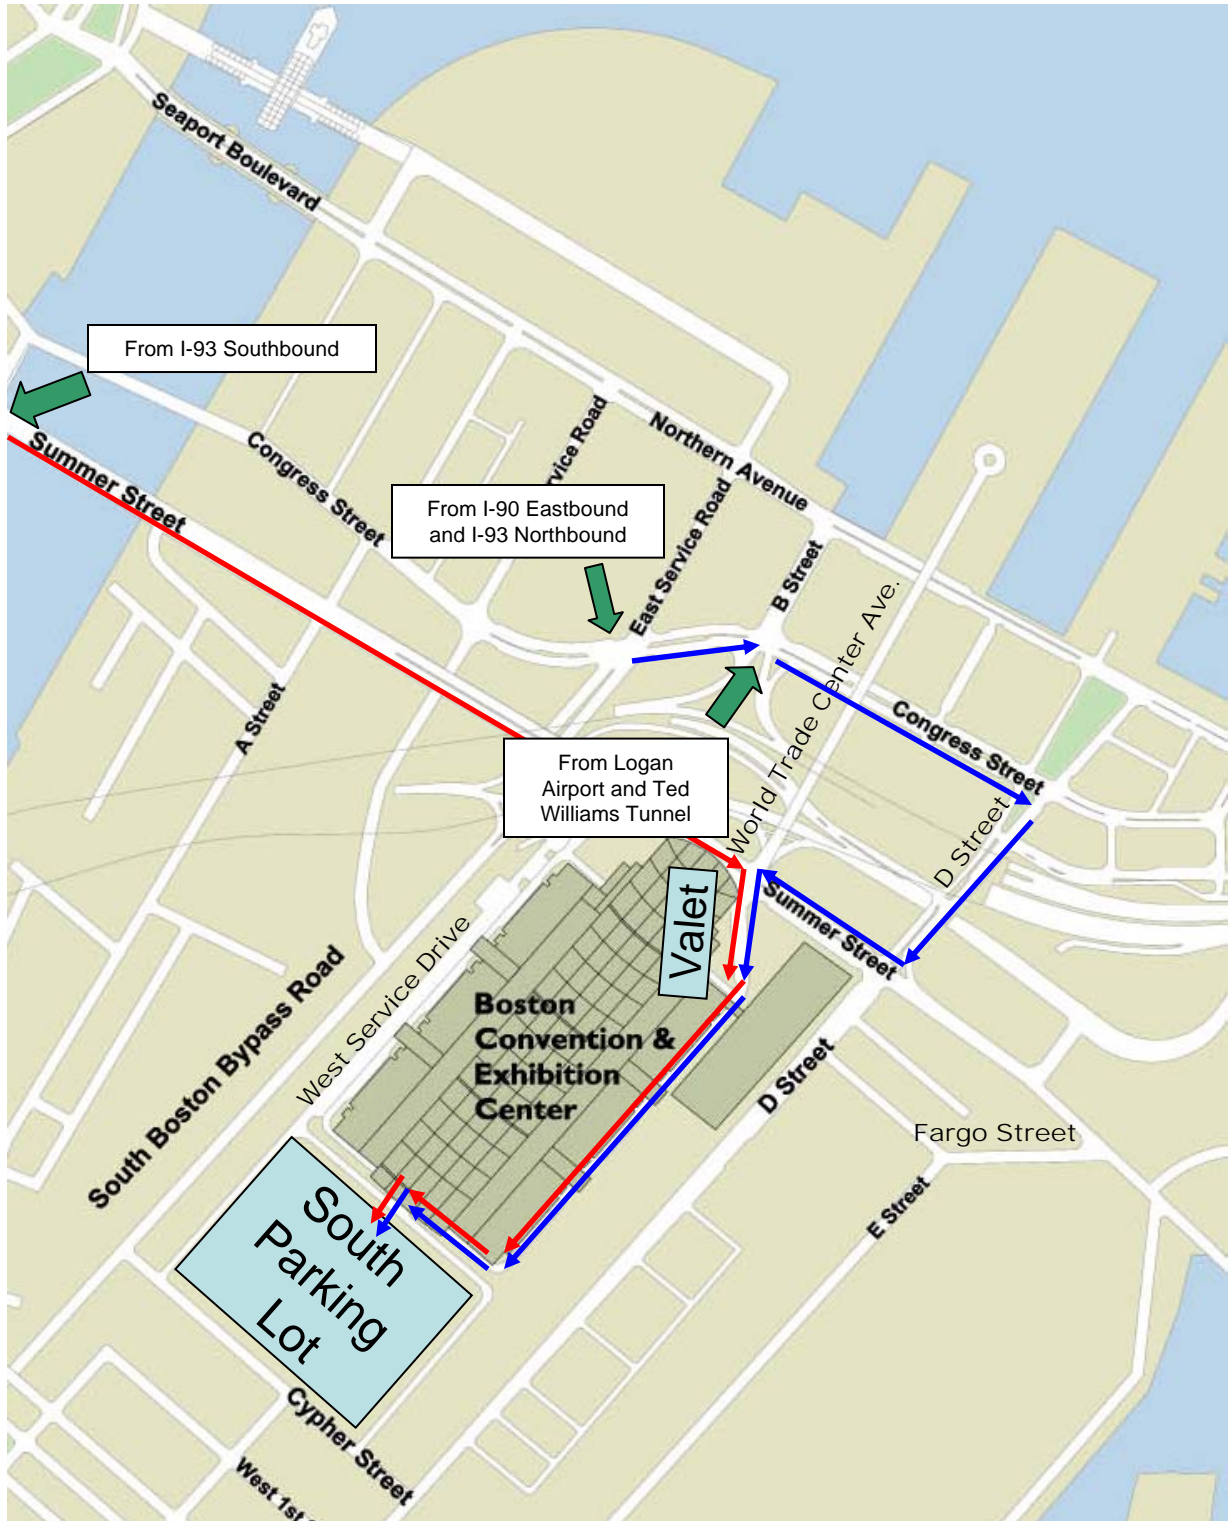 Seaport Boulevard
From I-93 Southbound
Summer Street
Congress Street
rvice Road
Northern Avenue
From I-90 Eastbound
and I-93 Northbound
East Service Road
B Street
World Trade Center Ave.
A Street
Congress Street
From Logan
Airport and Ted
Williams Tunnel
D Street
Valet
Summer Street
West Service Drive
South Boston Bypass Road
Boston
Convention &
Exhibition
Center
D Street
Fargo Street
E Street
South
Parking
Lot
Cypher Street
West 1st